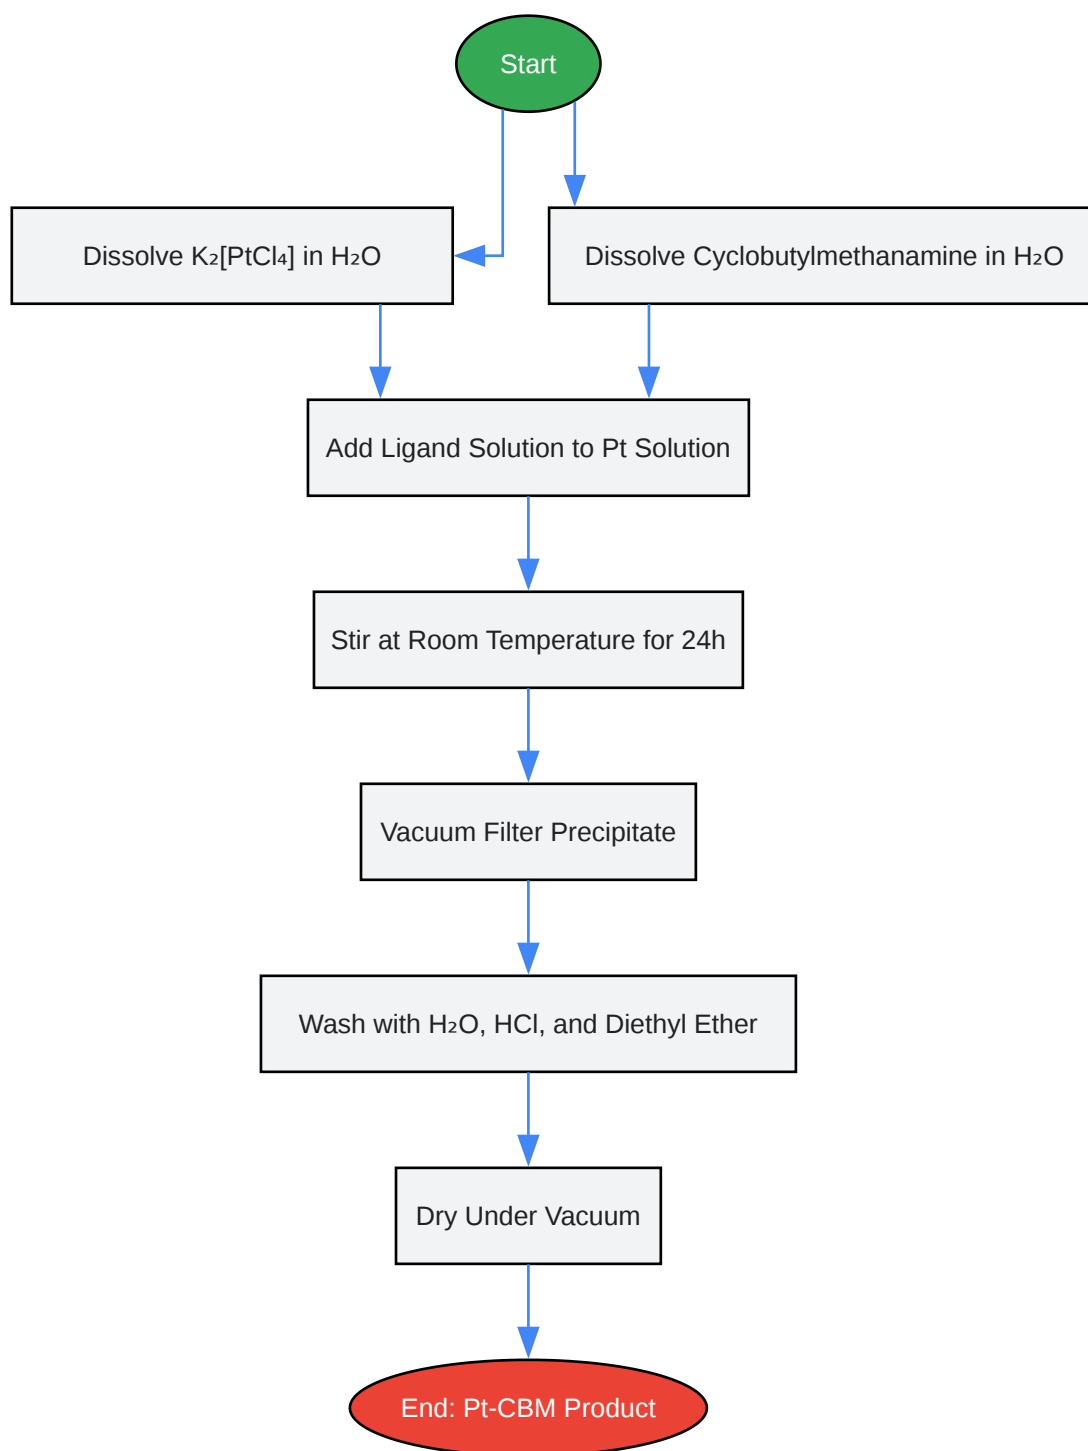 Start
Dissolve K₂[PtCl₄] in H₂O
Dissolve Cyclobutylmethanamine in H₂O
Add Ligand Solution to Pt Solution
Stir at Room Temperature for 24h
Vacuum Filter Precipitate
Wash with H₂O, HCl, and Diethyl Ether
Dry Under Vacuum
End: Pt-CBM Product